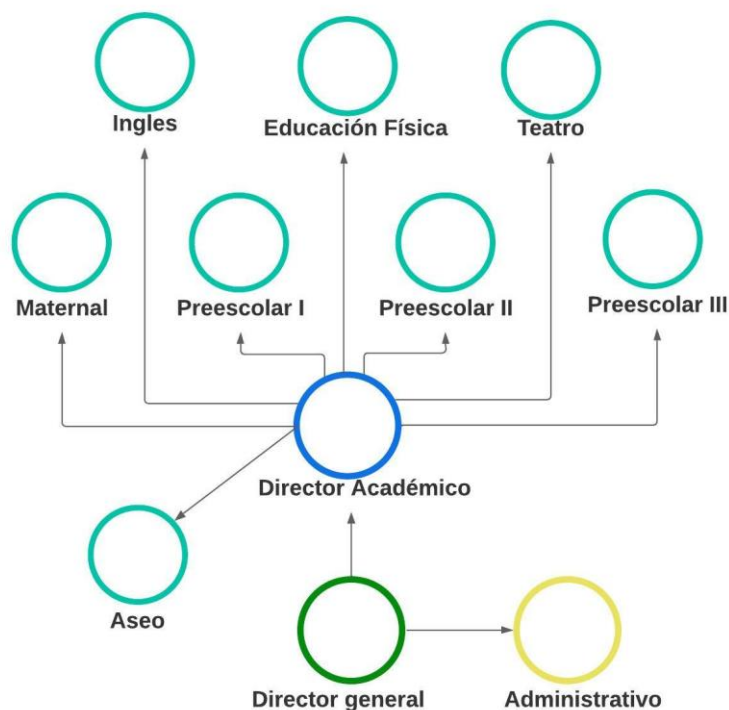 Ingles
Educación Física
Teatro
Maternal
Preescolar I
Preescolar II
Preescolar III
Director Académico
Aseo
Director general
Administrativo